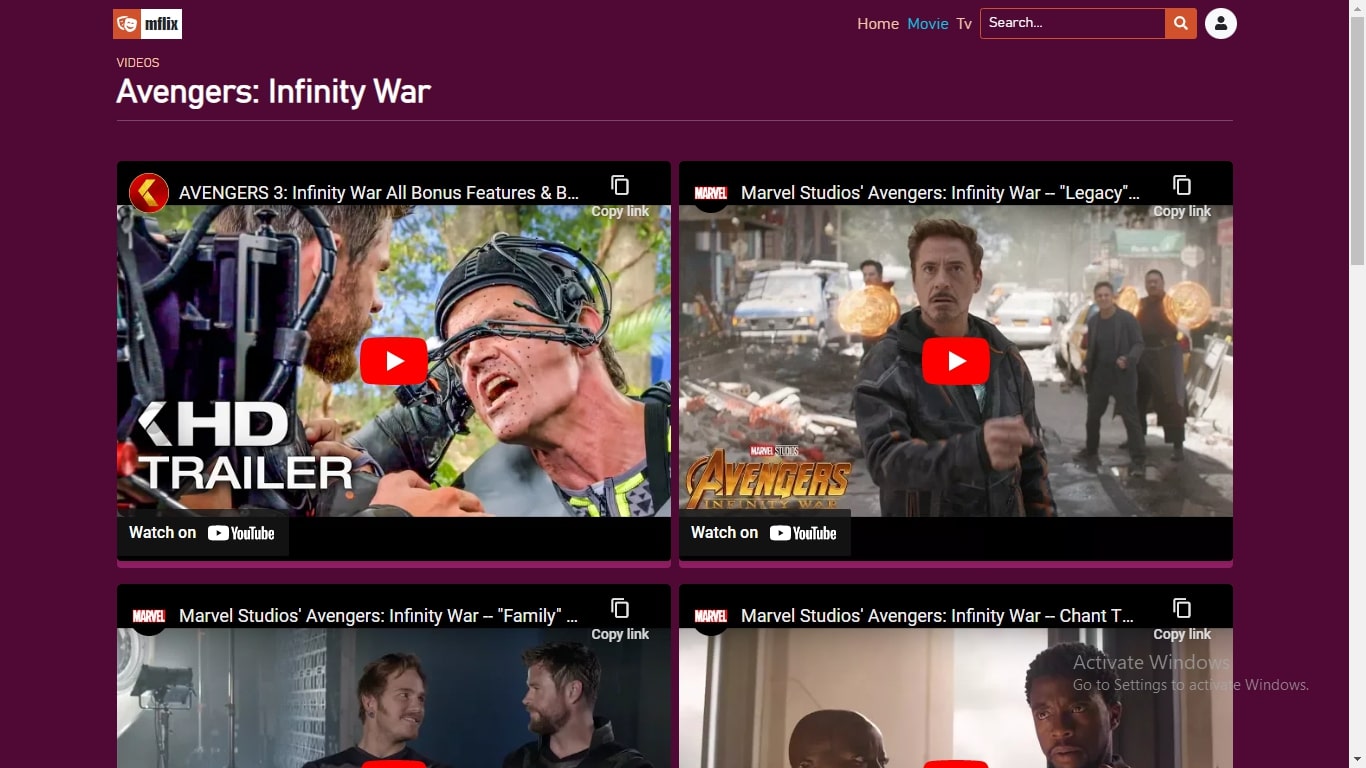 mflix
Home Movie Tv Search...
VIDEOS
Avengers: Infinity War
AVENGERS 3: Infinity War All Bonus Features & B...
Copy link
HD
TRAILER
Watch on YouTube
MARVEL
Marvel Studios' Avengers: Infinity War -- "Legacy"...
Copy link
MARVEL STUDIOS
AVENGERS
INFINITY WAR
Watch on YouTube
MARVEL
Marvel Studios' Avengers: Infinity War -- "Family" ...
Copy link
MARVEL
Marvel Studios' Avengers: Infinity War -- Chant T...
Copy link
Activate Windows
Go to Settings to activate Windows.